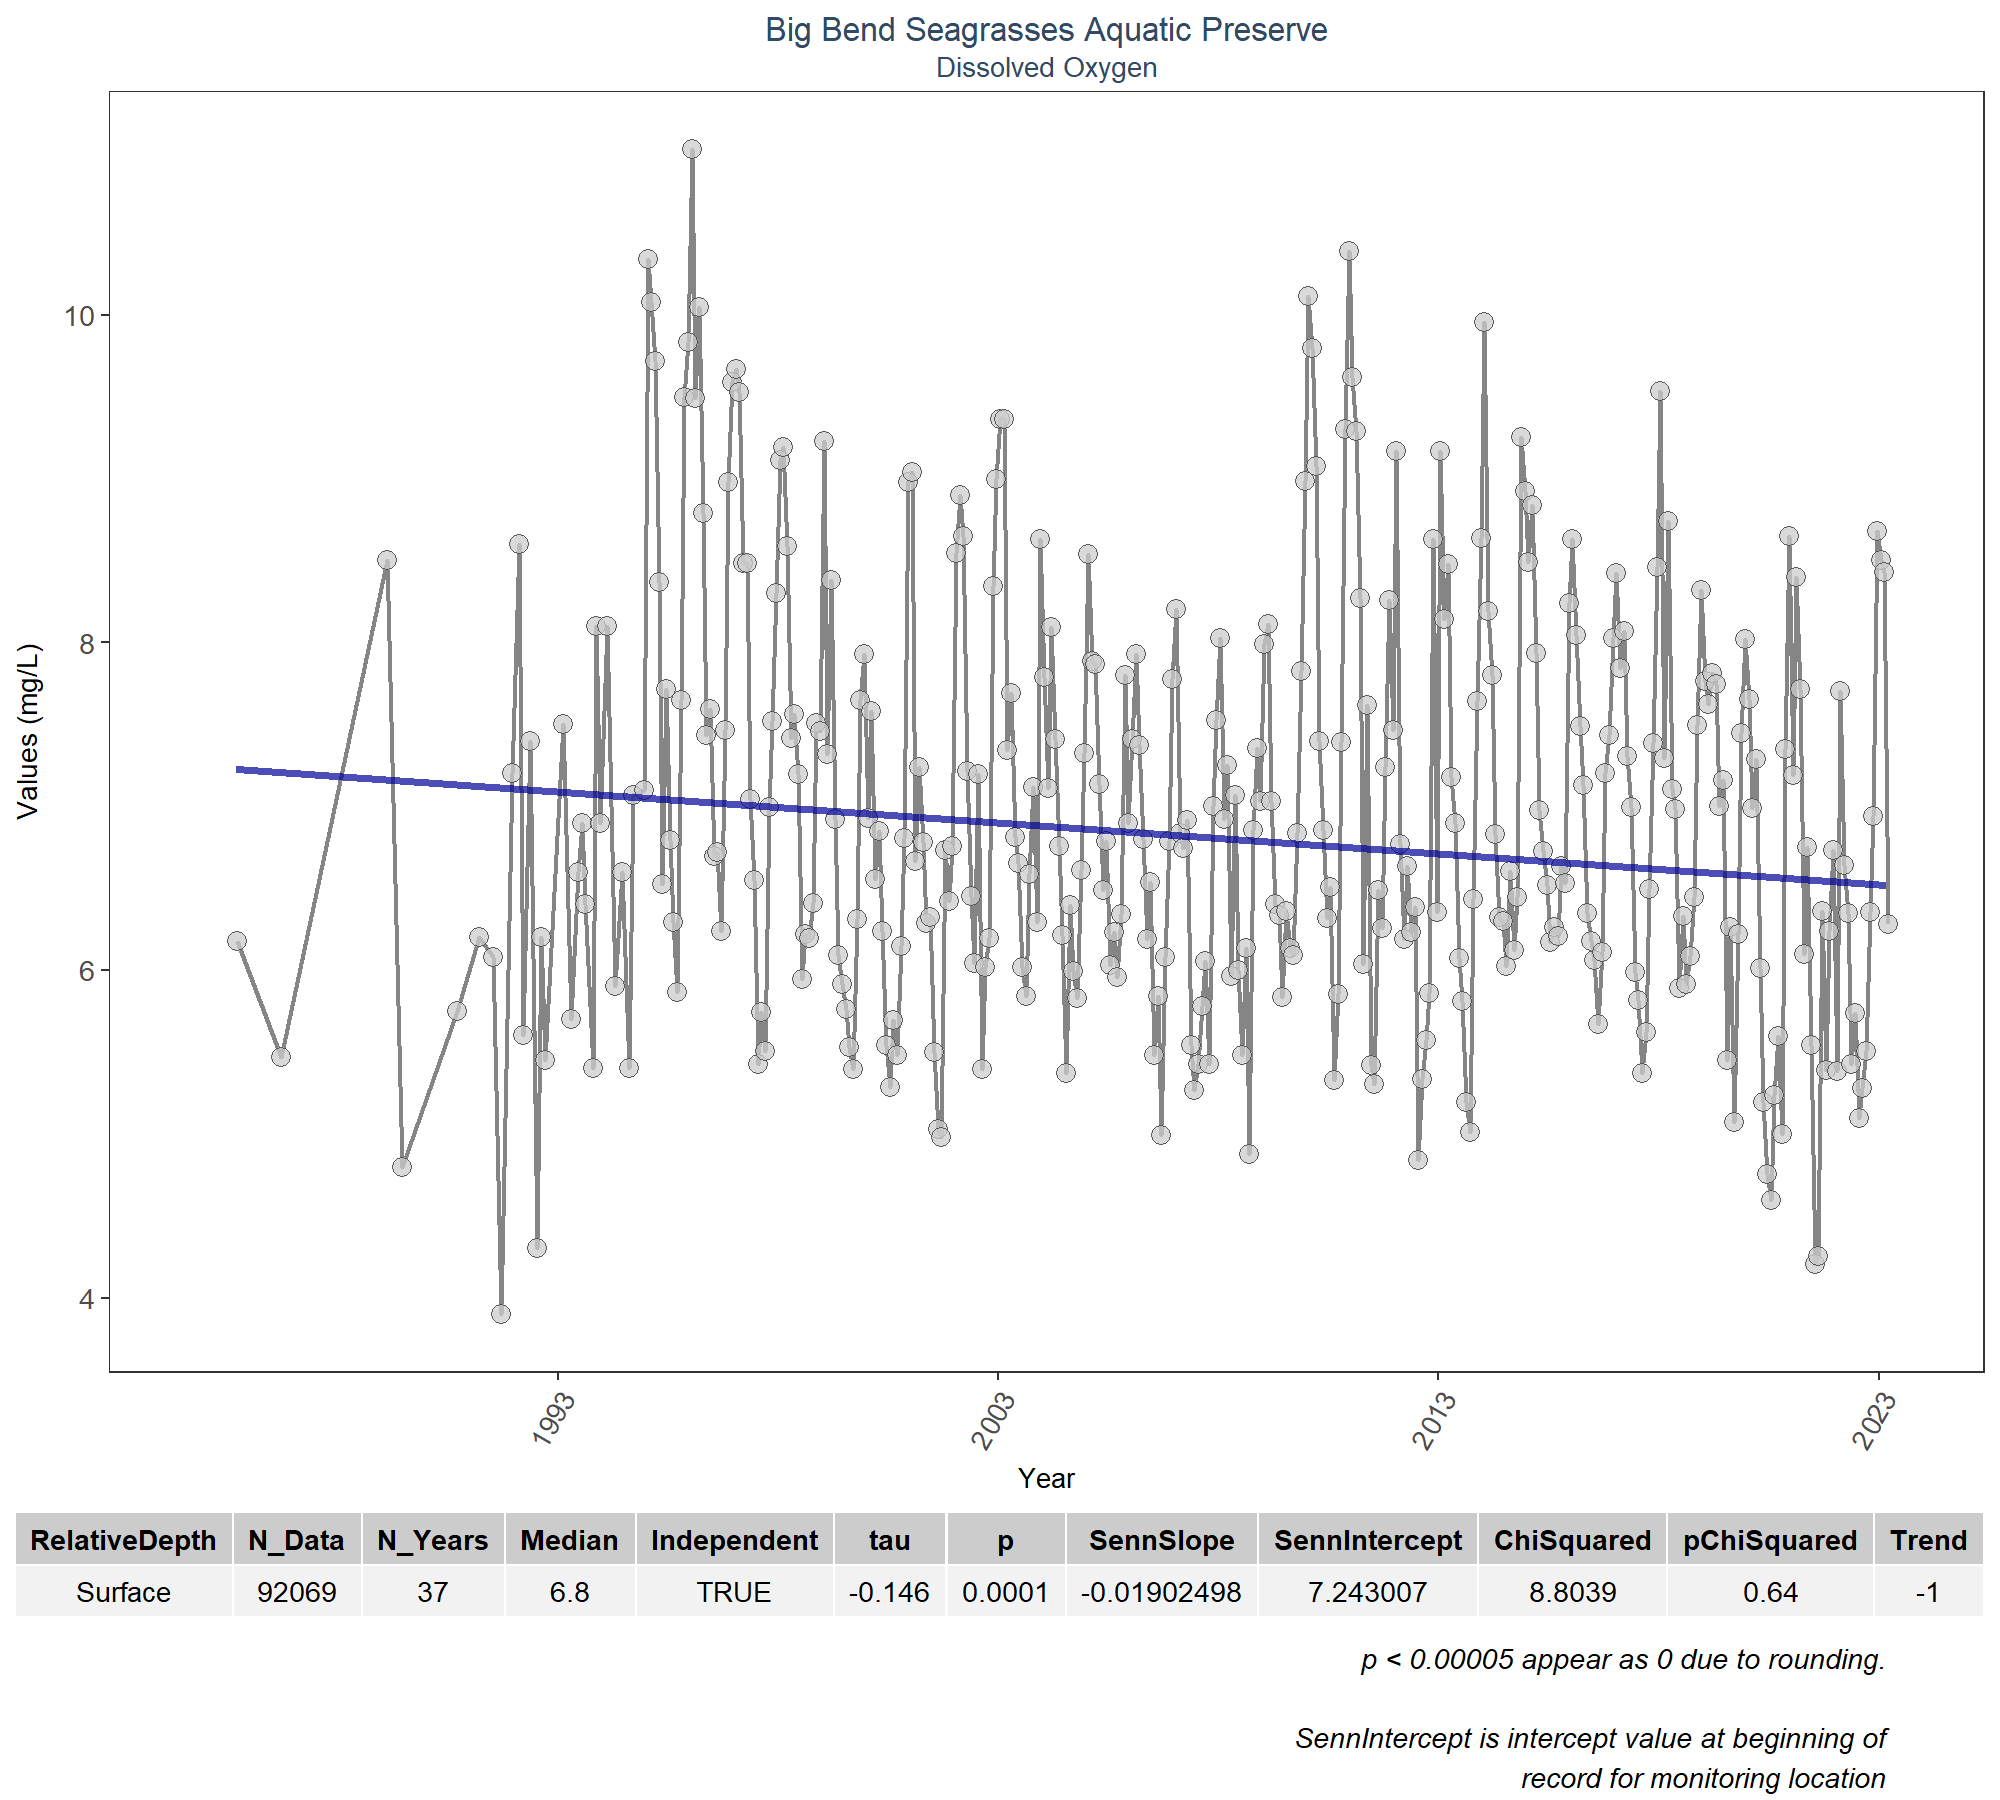 Big Bend Seagrasses Aquatic Preserve
Dissolved Oxygen
Values (mg/L)
10
8
6
4
1993
2003
2013
2023
Year
RelativeDepth N_Data N_Years Median Independent tau p SennSlope SennIntercept ChiSquared pChiSquared Trend
Surface 92069 37 6.8 TRUE -0.146 0.0001 -0.01902498 7.243007 8.8039 0.64 -1
p < 0.00005 appear as 0 due to rounding.
SennIntercept is intercept value at beginning of
record for monitoring location